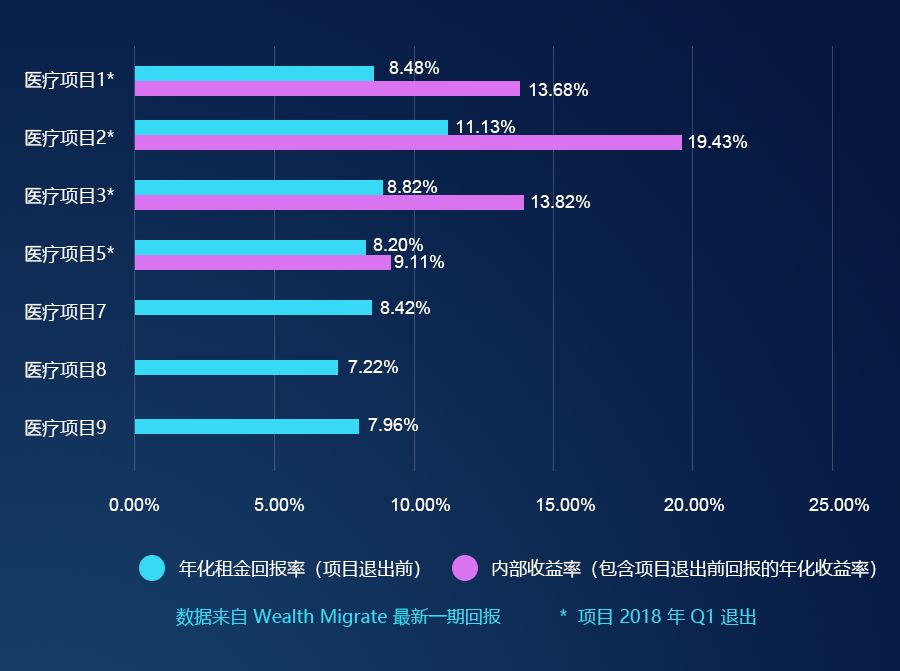 医疗项目1*
8.48%
13.68%
医疗项目2*
11.13%
19.43%
医疗项目3*
8.82%
13.82%
医疗项目5*
8.20%
9.11%
医疗项目7
8.42%
医疗项目8
7.22%
医疗项目9
7.96%
0.00% 5.00% 10.00% 15.00% 20.00% 25.00%
年化租金回报率（项目退出前） 内部收益率（包含项目退出前回报的年化收益率）
数据来自 Wealth Migrate 最新一期回报 * 项目 2018 年 Q1 退出